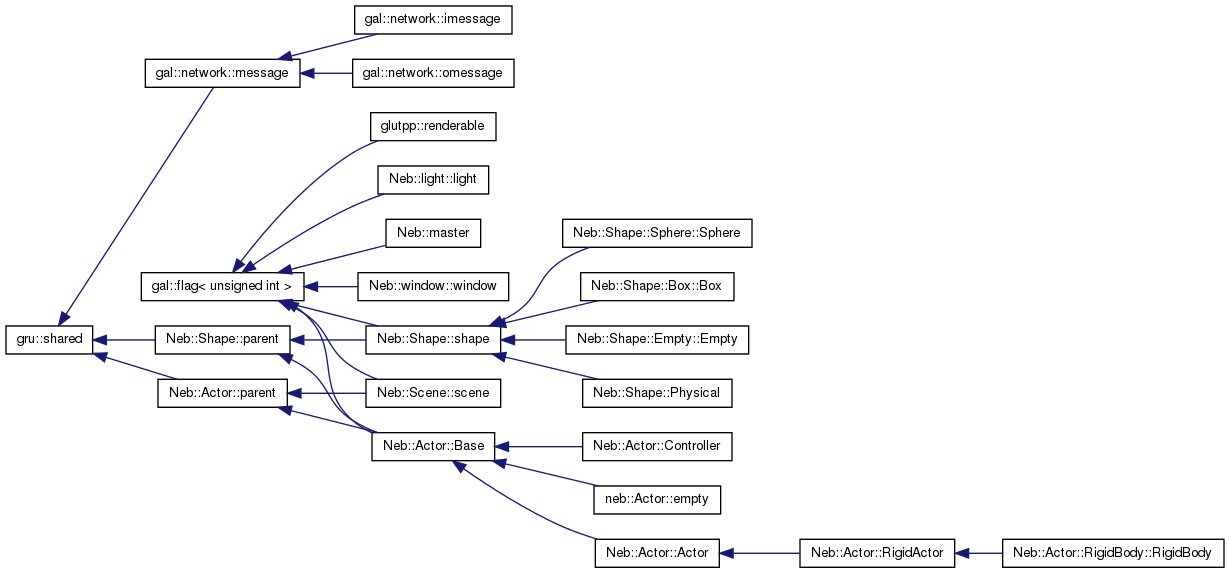 gal::network::imessage
gal::network::message
gal::network::omessage
glutpp::renderable
Neb::light::light
Neb::master
Neb::Shape::Sphere::Sphere
gal::flag< unsigned int >
Neb::window::window
Neb::Shape::Box::Box
gru::shared
Neb::Shape::parent
Neb::Shape::shape
Neb::Shape::Empty::Empty
Neb::Actor::parent
Neb::Scene::scene
Neb::Shape::Physical
Neb::Actor::Base
Neb::Actor::Controller
neb::Actor::empty
Neb::Actor::Actor
Neb::Actor::RigidActor
Neb::Actor::RigidBody::RigidBody